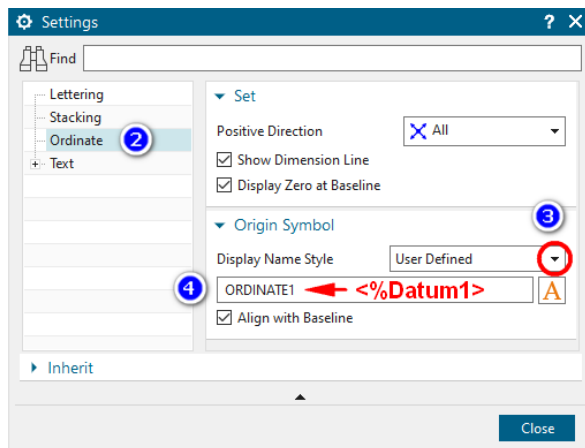 Settings
? X
Find
Lettering
Stacking
Ordinate 2
Text
Set
Positive Direction All
Show Dimension Line
Display Zero at Baseline
3
Origin Symbol
Display Name Style User Defined
4 ORDINATE1 <%Datum1> A
Align with Baseline
Inherit
Close